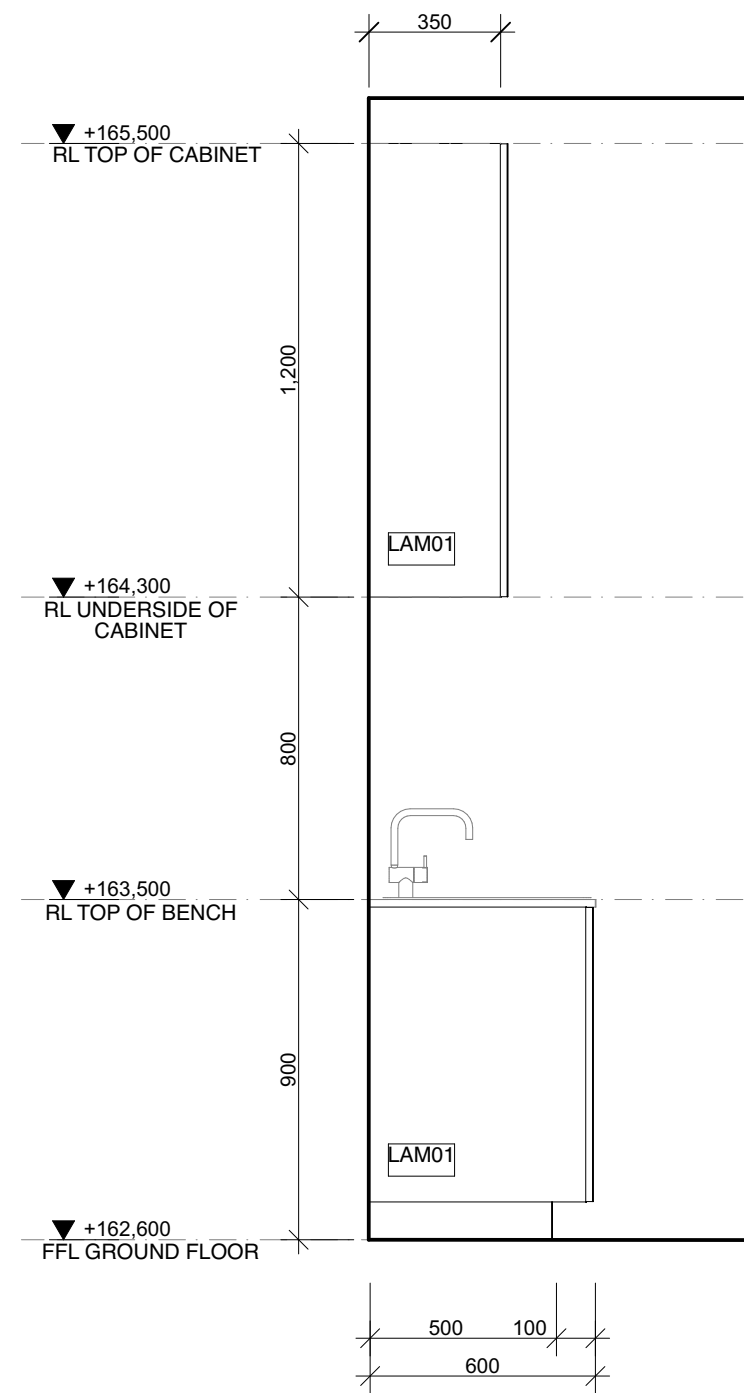 350
+165,500
RL TOP OF CABINET
1,200
LAM01
+164,300
RL UNDERSIDE OF
CABINET
800
+163,500
RL TOP OF BENCH
900
LAM01
+162,600
FFL GROUND FLOOR
500 100
600